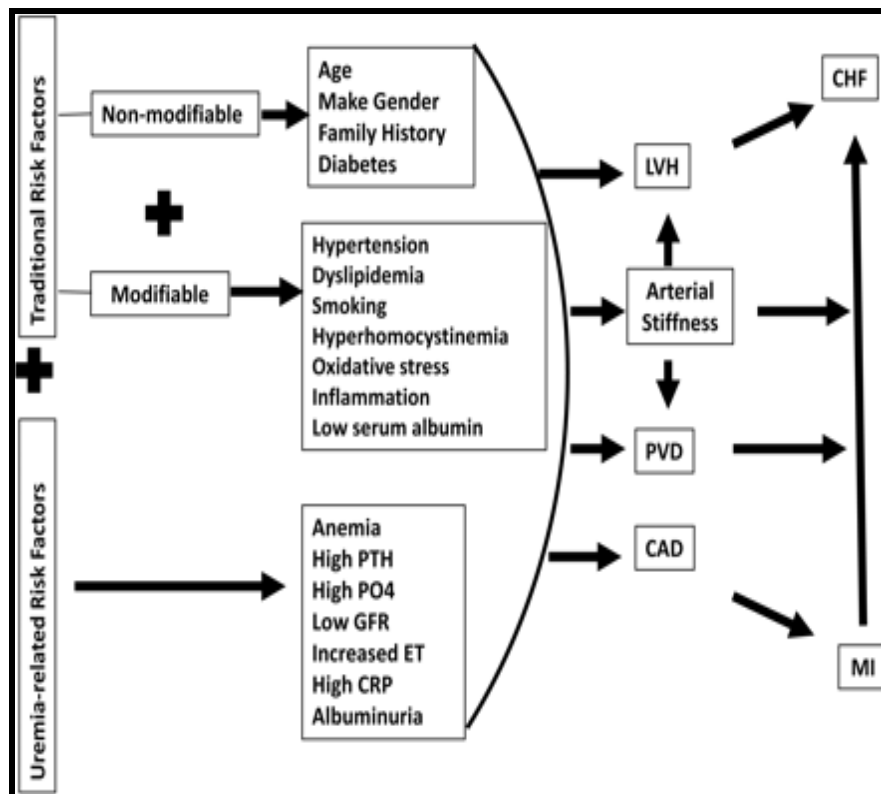 Traditional Risk Factors
Non-modifiable
Age
Make Gender
Family History
Diabetes
Modifiable
Hypertension
Dyslipidemia
Smoking
Hyperhomocystinemia
Oxidative stress
Inflammation
Low serum albumin
Uremia-related Risk Factors
Anemia
High PTH
High PO4
Low GFR
Increased ET
High CRP
Albuminuria
LVH
Arterial
Stiffness
PVD
CAD
CHF
MI